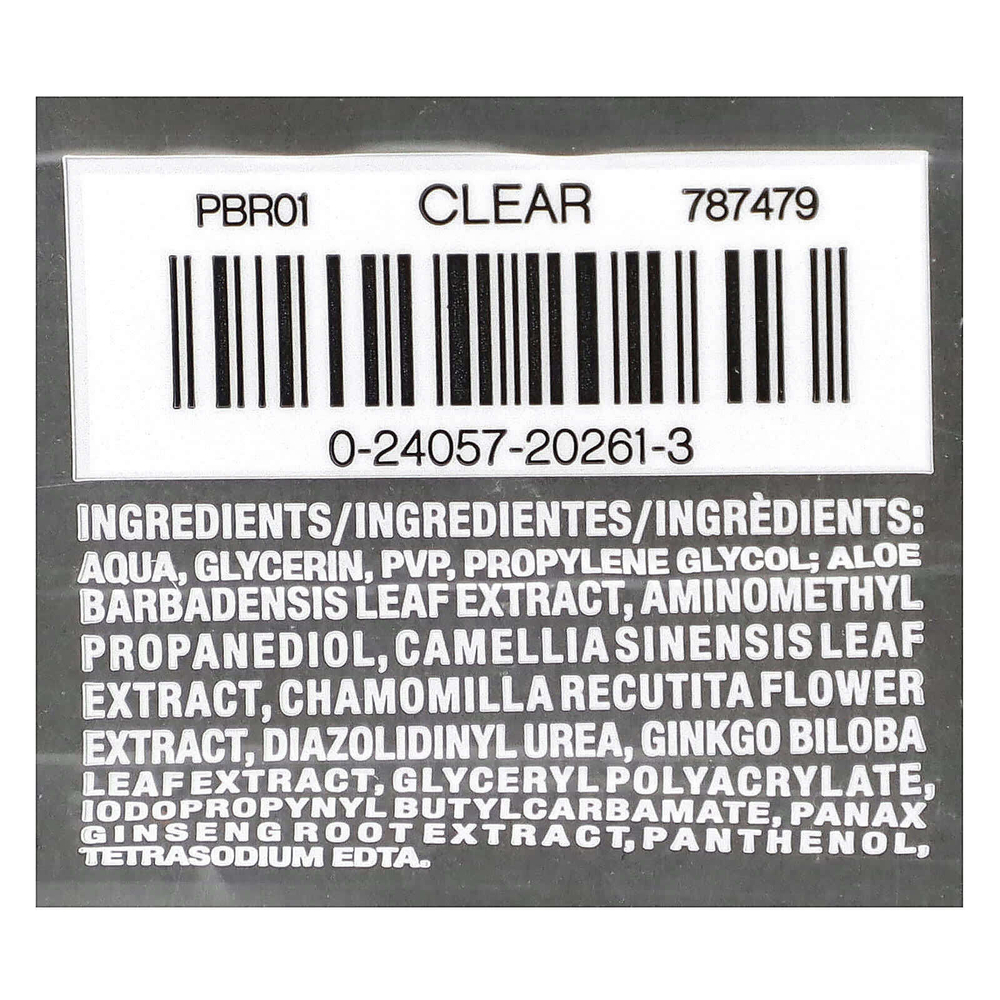 PBR01 CLEAR 787479
0-24057-20261-3
INGREDIENTS/INGREDIENTES/INGRÈDIENTS:
AQUA, GLYCERIN, PVP, PROPYLENE GLYCOL; ALOE
BARBADENSIS LEAF EXTRACT, AMINOMETHYL
PROPANEDIOL, CAMELLIA SINENSIS LEAF
EXTRACT, CHAMOMILLA RECUTITA FLOWER
EXTRACT, DIAZOLIDINYL UREA, GINKGO BILOBA
LEAF EXTRACT, GLYCERYL POLYACRYLATE,
IODOPROPYNYL BUTYLCARBAMATE, PANAX
GINSENG ROOT EXTRACT, PANTHENOL,
TETRASODIUM EDTA.